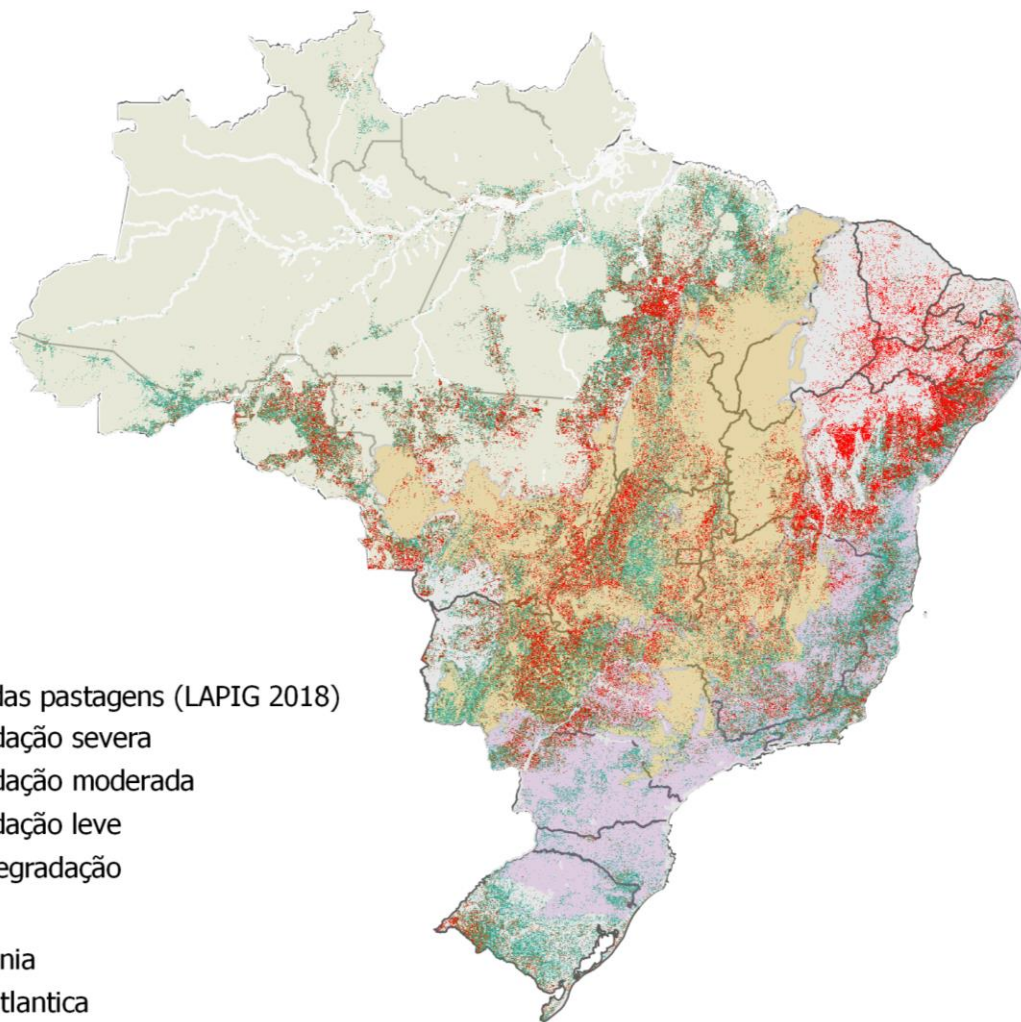 das pastagens (LAPIG 2018)
dação severa
dação moderada
dação leve
egradação
nia
tlantica